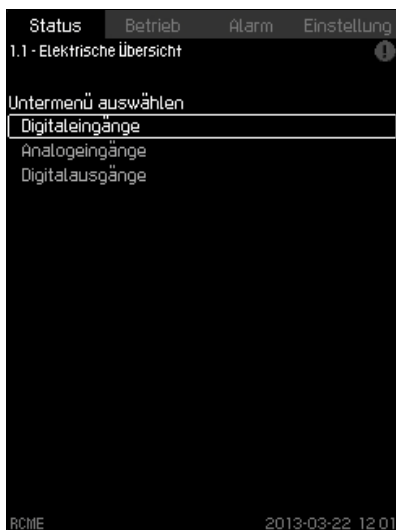 Status Betrieb Alarm Einstellung
1.1 - Elektrische Übersicht
Untermenü auswählen
Digitaleingänge
Analogeingänge
Digitalausgänge
RCME 2013-03-22 12:01